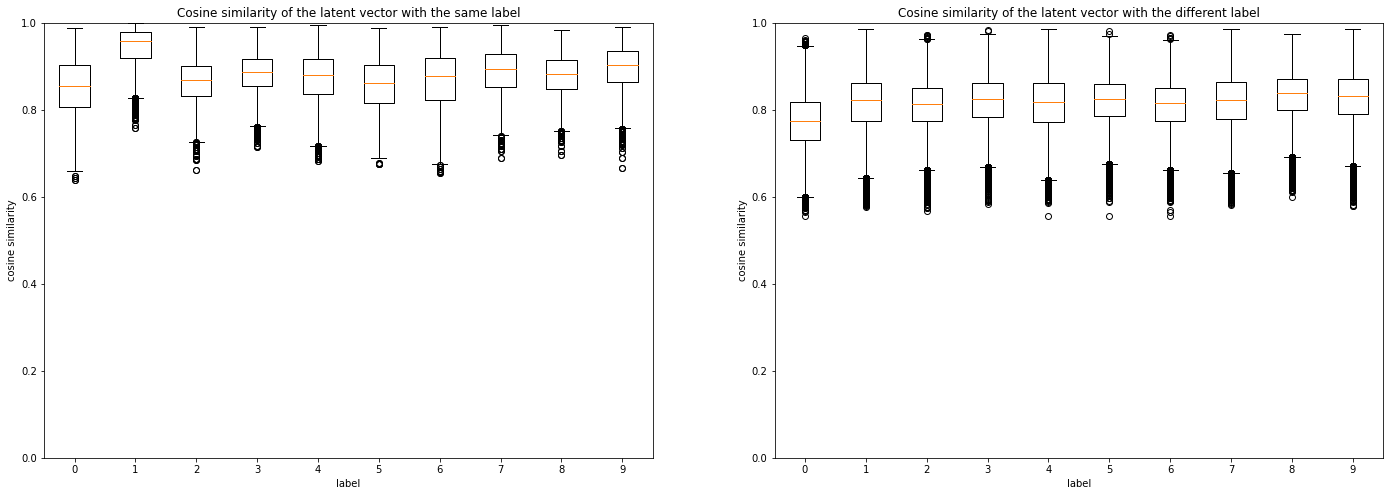 Cosine similarity of the latent vector with the same label
1.0
0.8
0.6
0.4
0.2
0.0
cosine similarity
0 1 2 3 4 5 6 7 8 9
label
Cosine similarity of the latent vector with the different label
1.0
0.8
0.6
0.4
0.2
0.0
cosine similarity
0 1 2 3 4 5 6 7 8 9
label